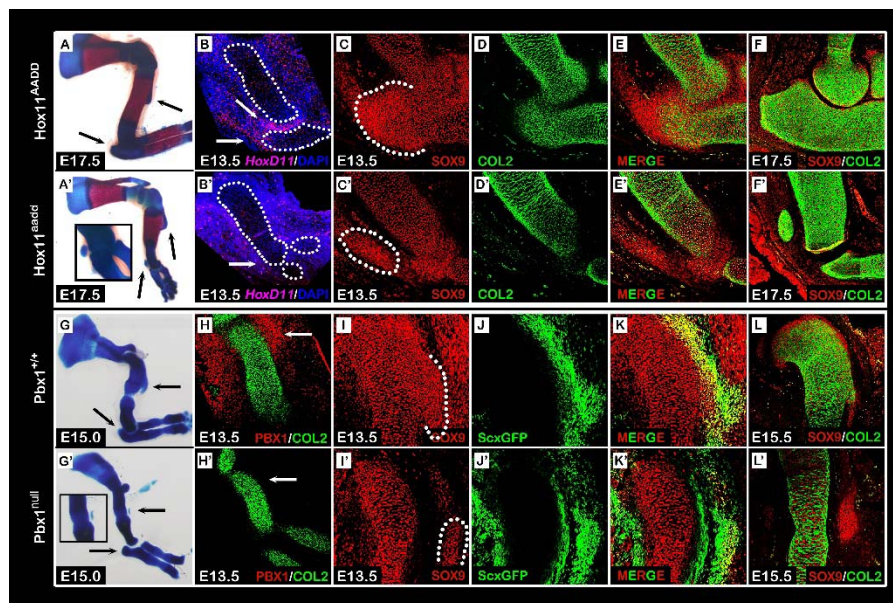 Hox11AADD
A
E17.5
B
E13.5 HoxD11/DAPI
C
E13.5 SOX9
D
COL2
E
MERGE
F
E17.5 SOX9/COL2
Hox11aadd
A'
E17.5
B'
E13.5 HoxD11/DAPI
C'
E13.5 SOX9
D'
COL2
E'
MERGE
F'
E17.5 SOX9/COL2
Pbx1+/+
G
E15.0
H
E13.5 PBX1/COL2
I
E13.5 SOX9
J
ScxGFP
K
MERGE
L
E15.5 SOX9/COL2
Pbx1null
G'
E15.0
H'
E13.5 PBX1/COL2
I'
E13.5 SOX9
J'
ScxGFP
K'
MERGE
L'
E15.5 SOX9/COL2